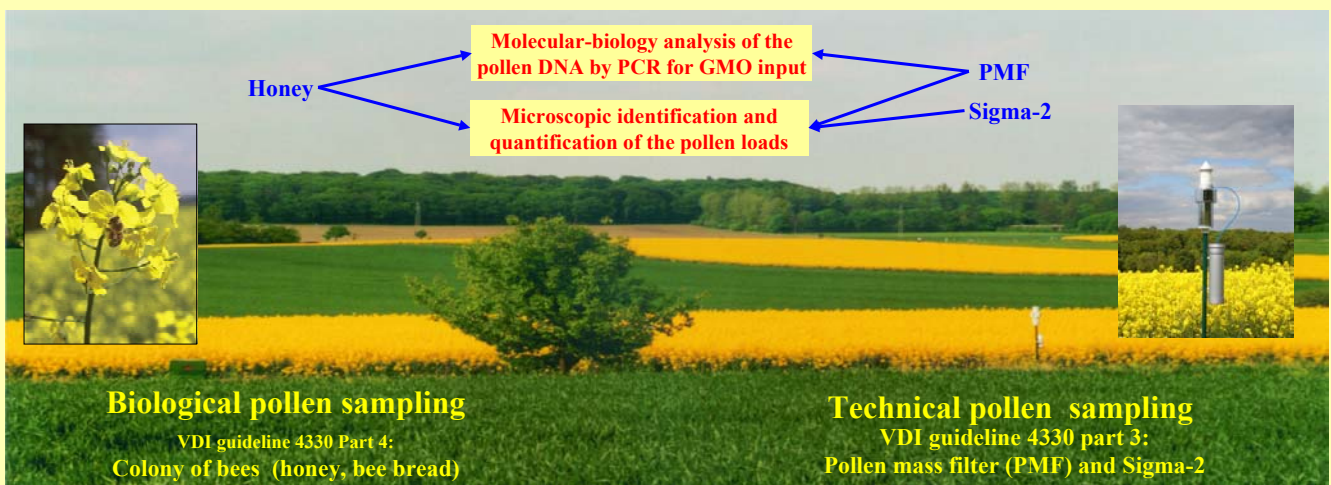 Molecular-biology analysis of the
pollen DNA by PCR for GMO input
Honey
PMF
Sigma-2
Microscopic identification and
quantification of the pollen loads
Biological pollen sampling
VDI guideline 4330 Part 4:
Colony of bees (honey, bee bread)
Technical pollen sampling
VDI guideline 4330 part 3:
Pollen mass filter (PMF) and Sigma-2